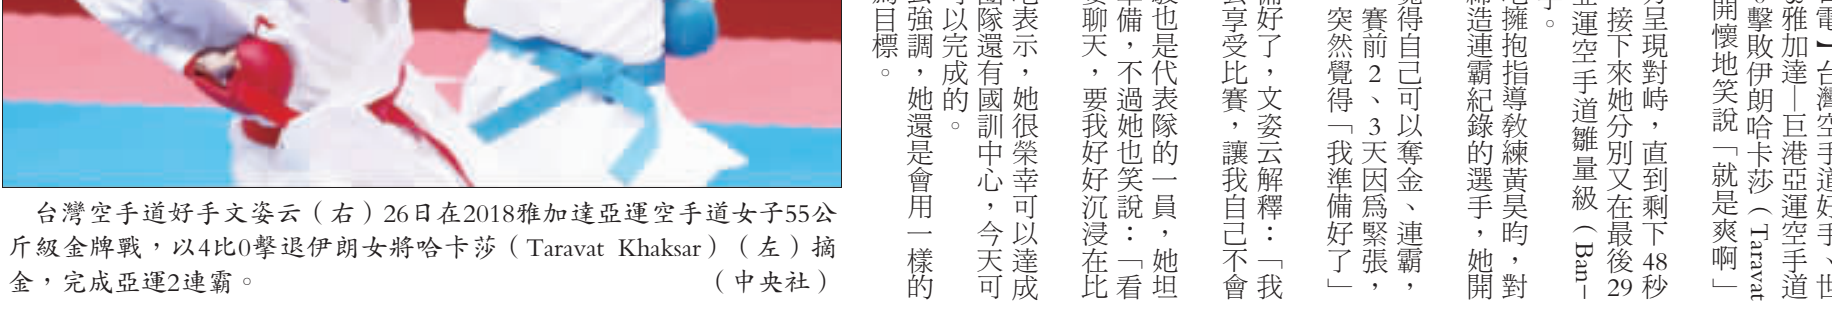 台灣空手道好手文姿云（右）26日在2018雅加達亞運空手道女子55公
斤級金牌戰，以4比0擊退伊朗女將哈卡莎（Taravat Khaksar）（左）摘
金，完成亞運2連霸。（中央社）
電】台灣空手道好手、世
雅加達—巨港亞運空手道
擊敗伊朗哈卡莎（Taravat
開懷地笑說「就是爽啊」
呈現對峙，直到剩下48秒
接下來她分別又在最後29
亞運空手道雛量級（Ban–
手。
擁抱指導教練黃昊昀，對
締造連霸紀錄的選手，她開
覺得自己可以奪金、連霸，
賽前2、3天因為緊張，
突然覺得「我準備好了」
備好了，文姿云解釋：「我
享受比賽，讓我自己不會
也是代表隊的一員，她坦
準備，不過她也笑說：「看
聊天，要我好好沉浸在比
表示，她很榮幸可以達成
團隊還有國訓中心，今天可
可以完成的。
強調，她還是會用一樣的
為目標。